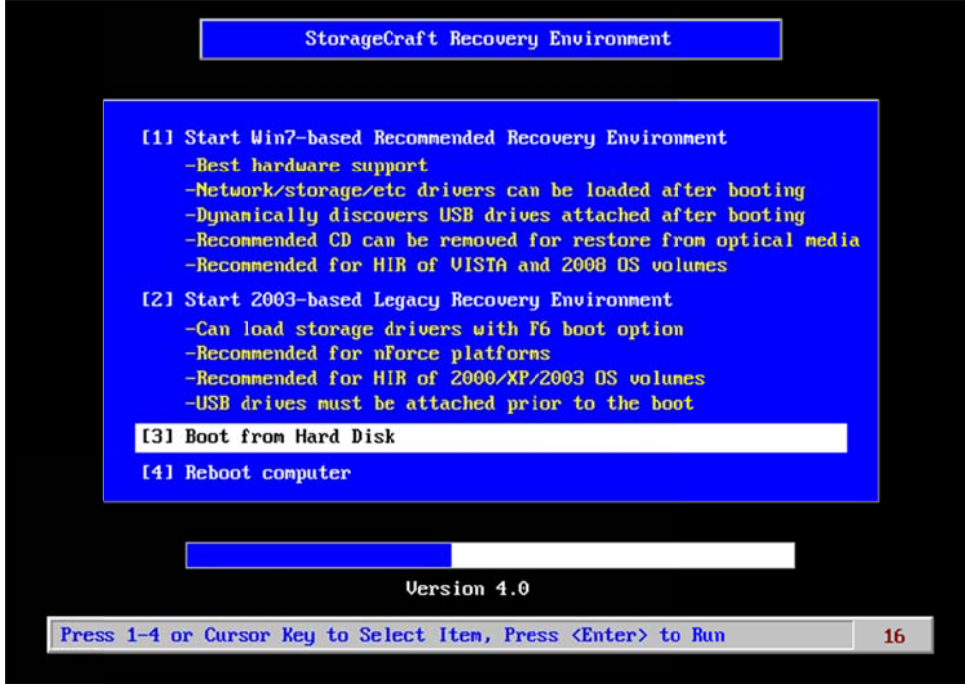 StorageCraft Recovery Environment
[1] Start Win7-based Recommended Recovery Environment
-Best hardware support
-Network/storage/etc drivers can be loaded after booting
-Dynamically discovers USB drives attached after booting
-Recommended CD can be removed for restore from optical media
-Recommended for HIR of VISTA and 2008 OS volumes
[2] Start 2003-based Legacy Recovery Environment
-Can load storage drivers with F6 boot option
-Recommended for nForce platforms
-Recommended for HIR of 2000/XP/2003 OS volumes
-USB drives must be attached prior to the boot
[3] Boot from Hard Disk
[4] Reboot computer
Version 4.0
Press 1-4 or Cursor Key to Select Item, Press <Enter> to Run 16